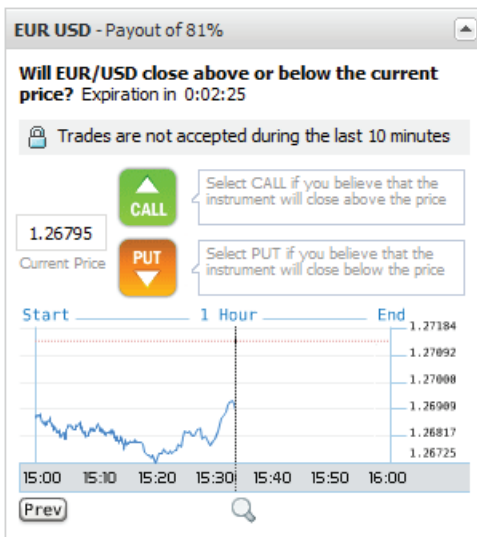 EUR USD - Payout of 81%
Will EUR/USD close above or below the current
price? Expiration in 0:02:25
Trades are not accepted during the last 10 minutes
CALL
Select CALL if you believe that the
instrument will close above the price
1.26795
Current Price
PUT
Select PUT if you believe that the
instrument will close below the price
Start 1 Hour End
1.27184
1.27092
1.27000
1.26909
1.26817
1.26725
15:00 15:10 15:20 15:30 15:40 15:50 16:00
Prev